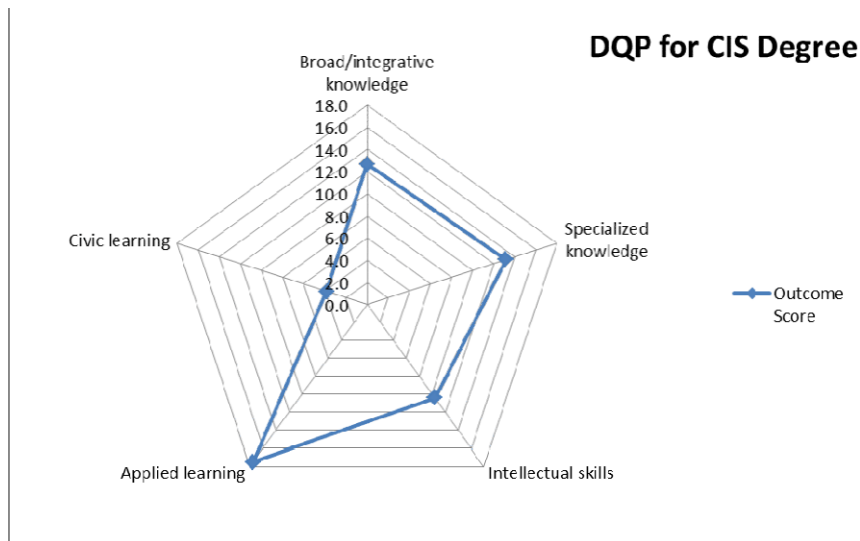 DQP for CIS Degree
Broad/integrative
knowledge
18.0
16.0
14.0
12.0
10.0
8.0
6.0
4.0
2.0
0.0
Specialized
knowledge
Civic learning
Outcome
Score
Applied learning
Intellectual skills